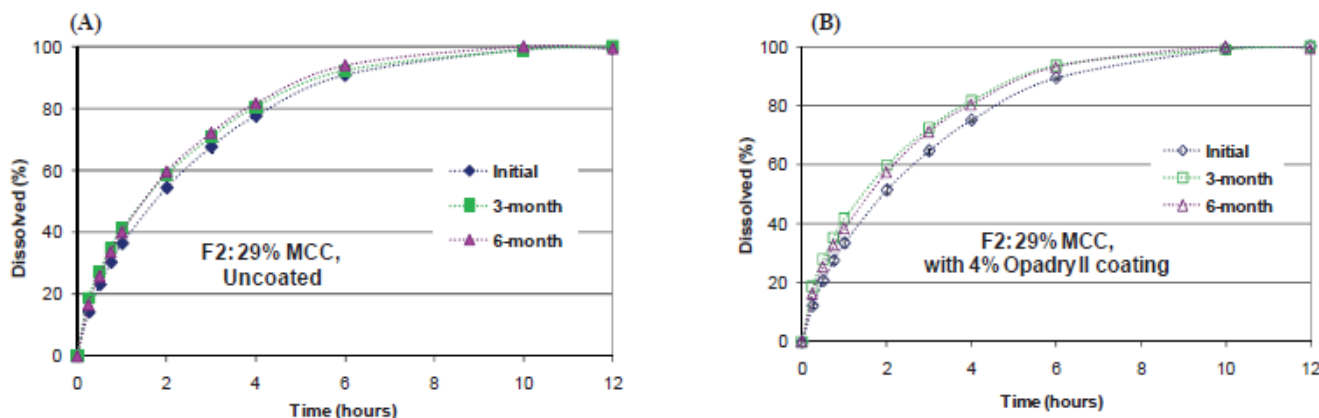 (A)
100
80
60
40
20
0
Dissolved (%)
Initial
3-month
6-month
F2: 29% MCC,
Uncoated
0 2 4 6 8 10 12
Time (hours)
(B)
100
80
60
40
20
0
Dissolved (%)
Initial
3-month
6-month
F2: 29% MCC,
with 4% Opadry II coating
0 2 4 6 8 10 12
Time (hours)